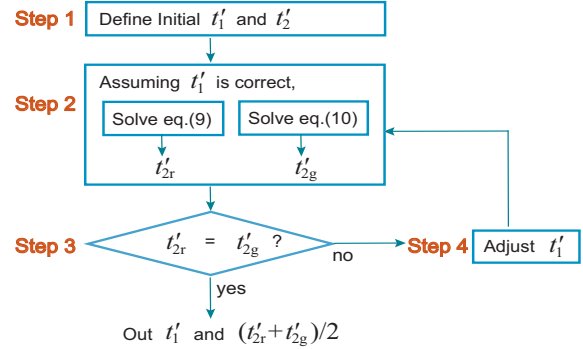 Step 1
Define Initial t′₁ and t′₂
Step 2
Assuming t′₁ is correct,
Solve eq.(9) Solve eq.(10)
t′₂ᵣ t′₂g
Step 3
t′₂ᵣ = t′₂g ?
no
Step 4
Adjust t′₁
yes
Out t′₁ and (t′₂ᵣ+t′₂g)/2